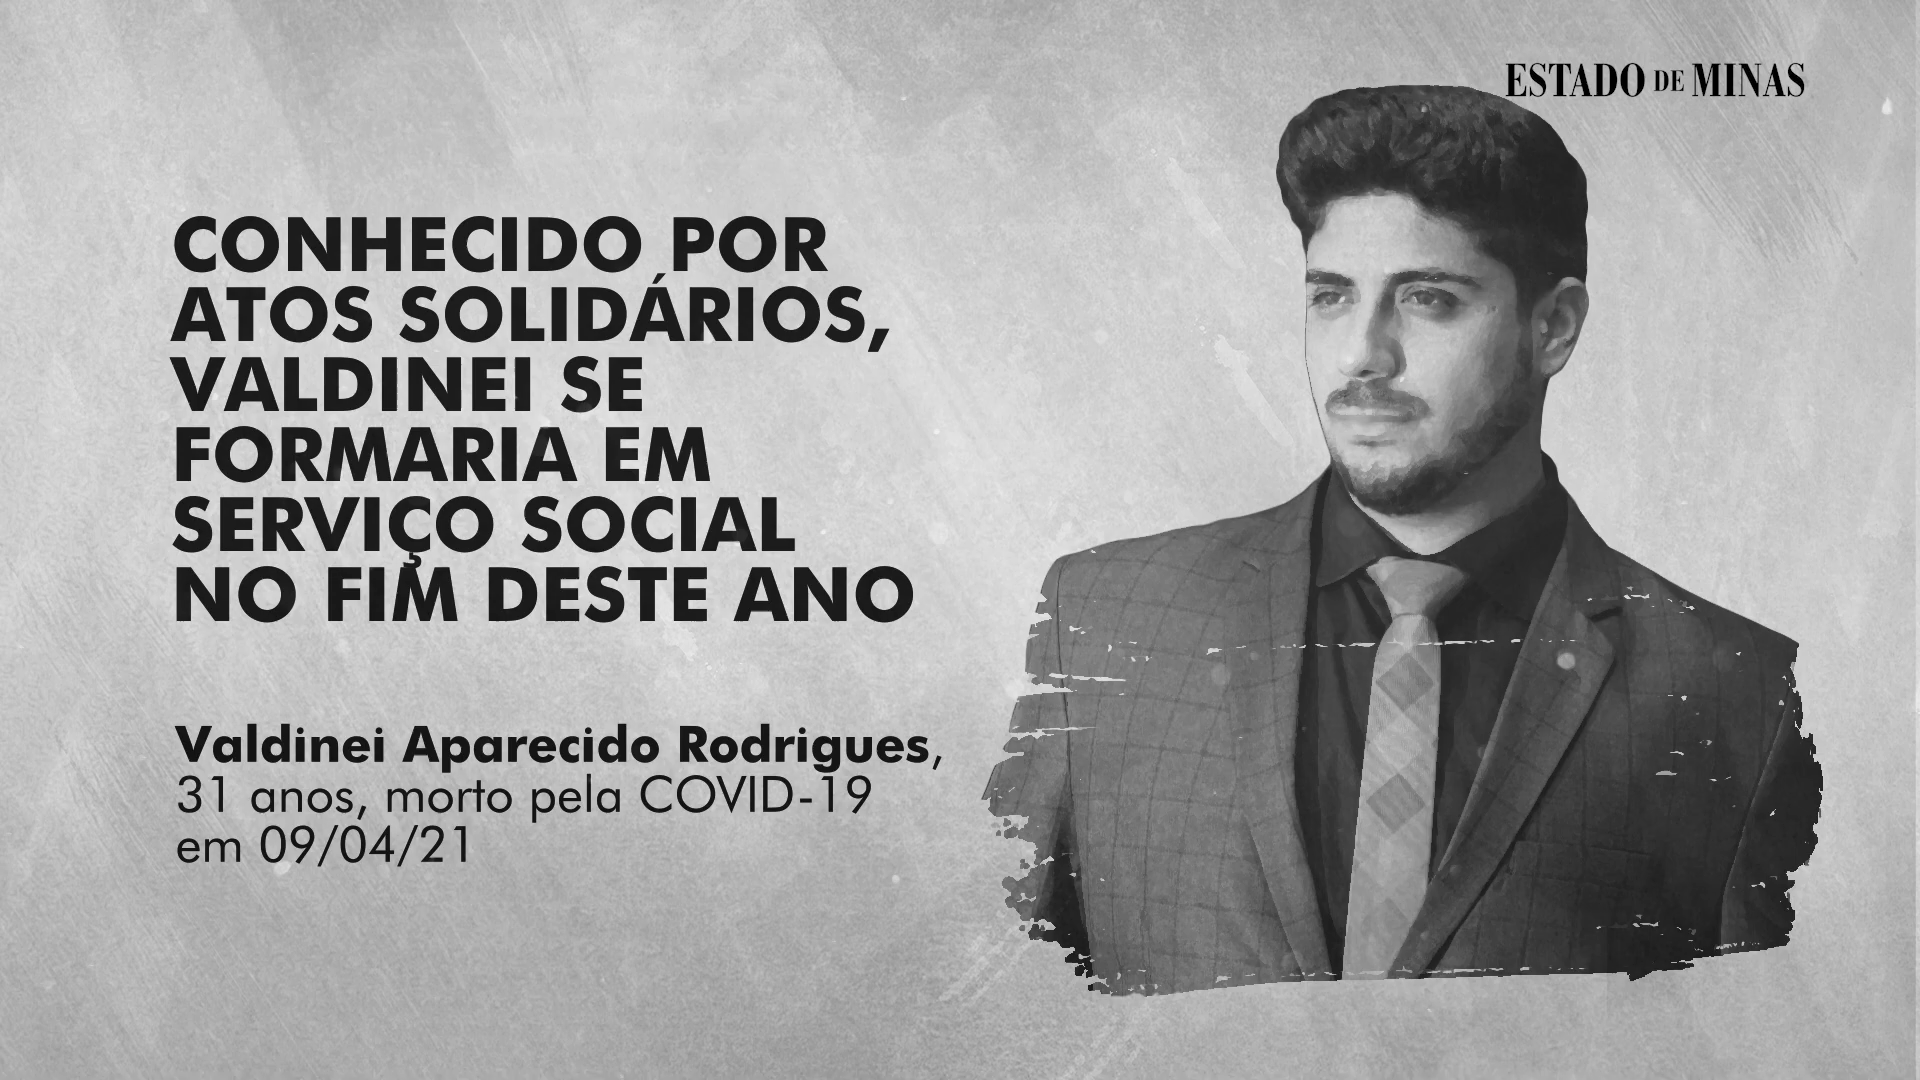 ESTADO DE MINAS
CONHECIDO POR
ATOS SOLIDÁRIOS,
VALDINEI SE
FORMARIA EM
SERVIÇO SOCIAL
NO FIM DESTE ANO
Valdinei Aparecido Rodrigues,
31 anos, morto pela COVID-19
em 09/04/21